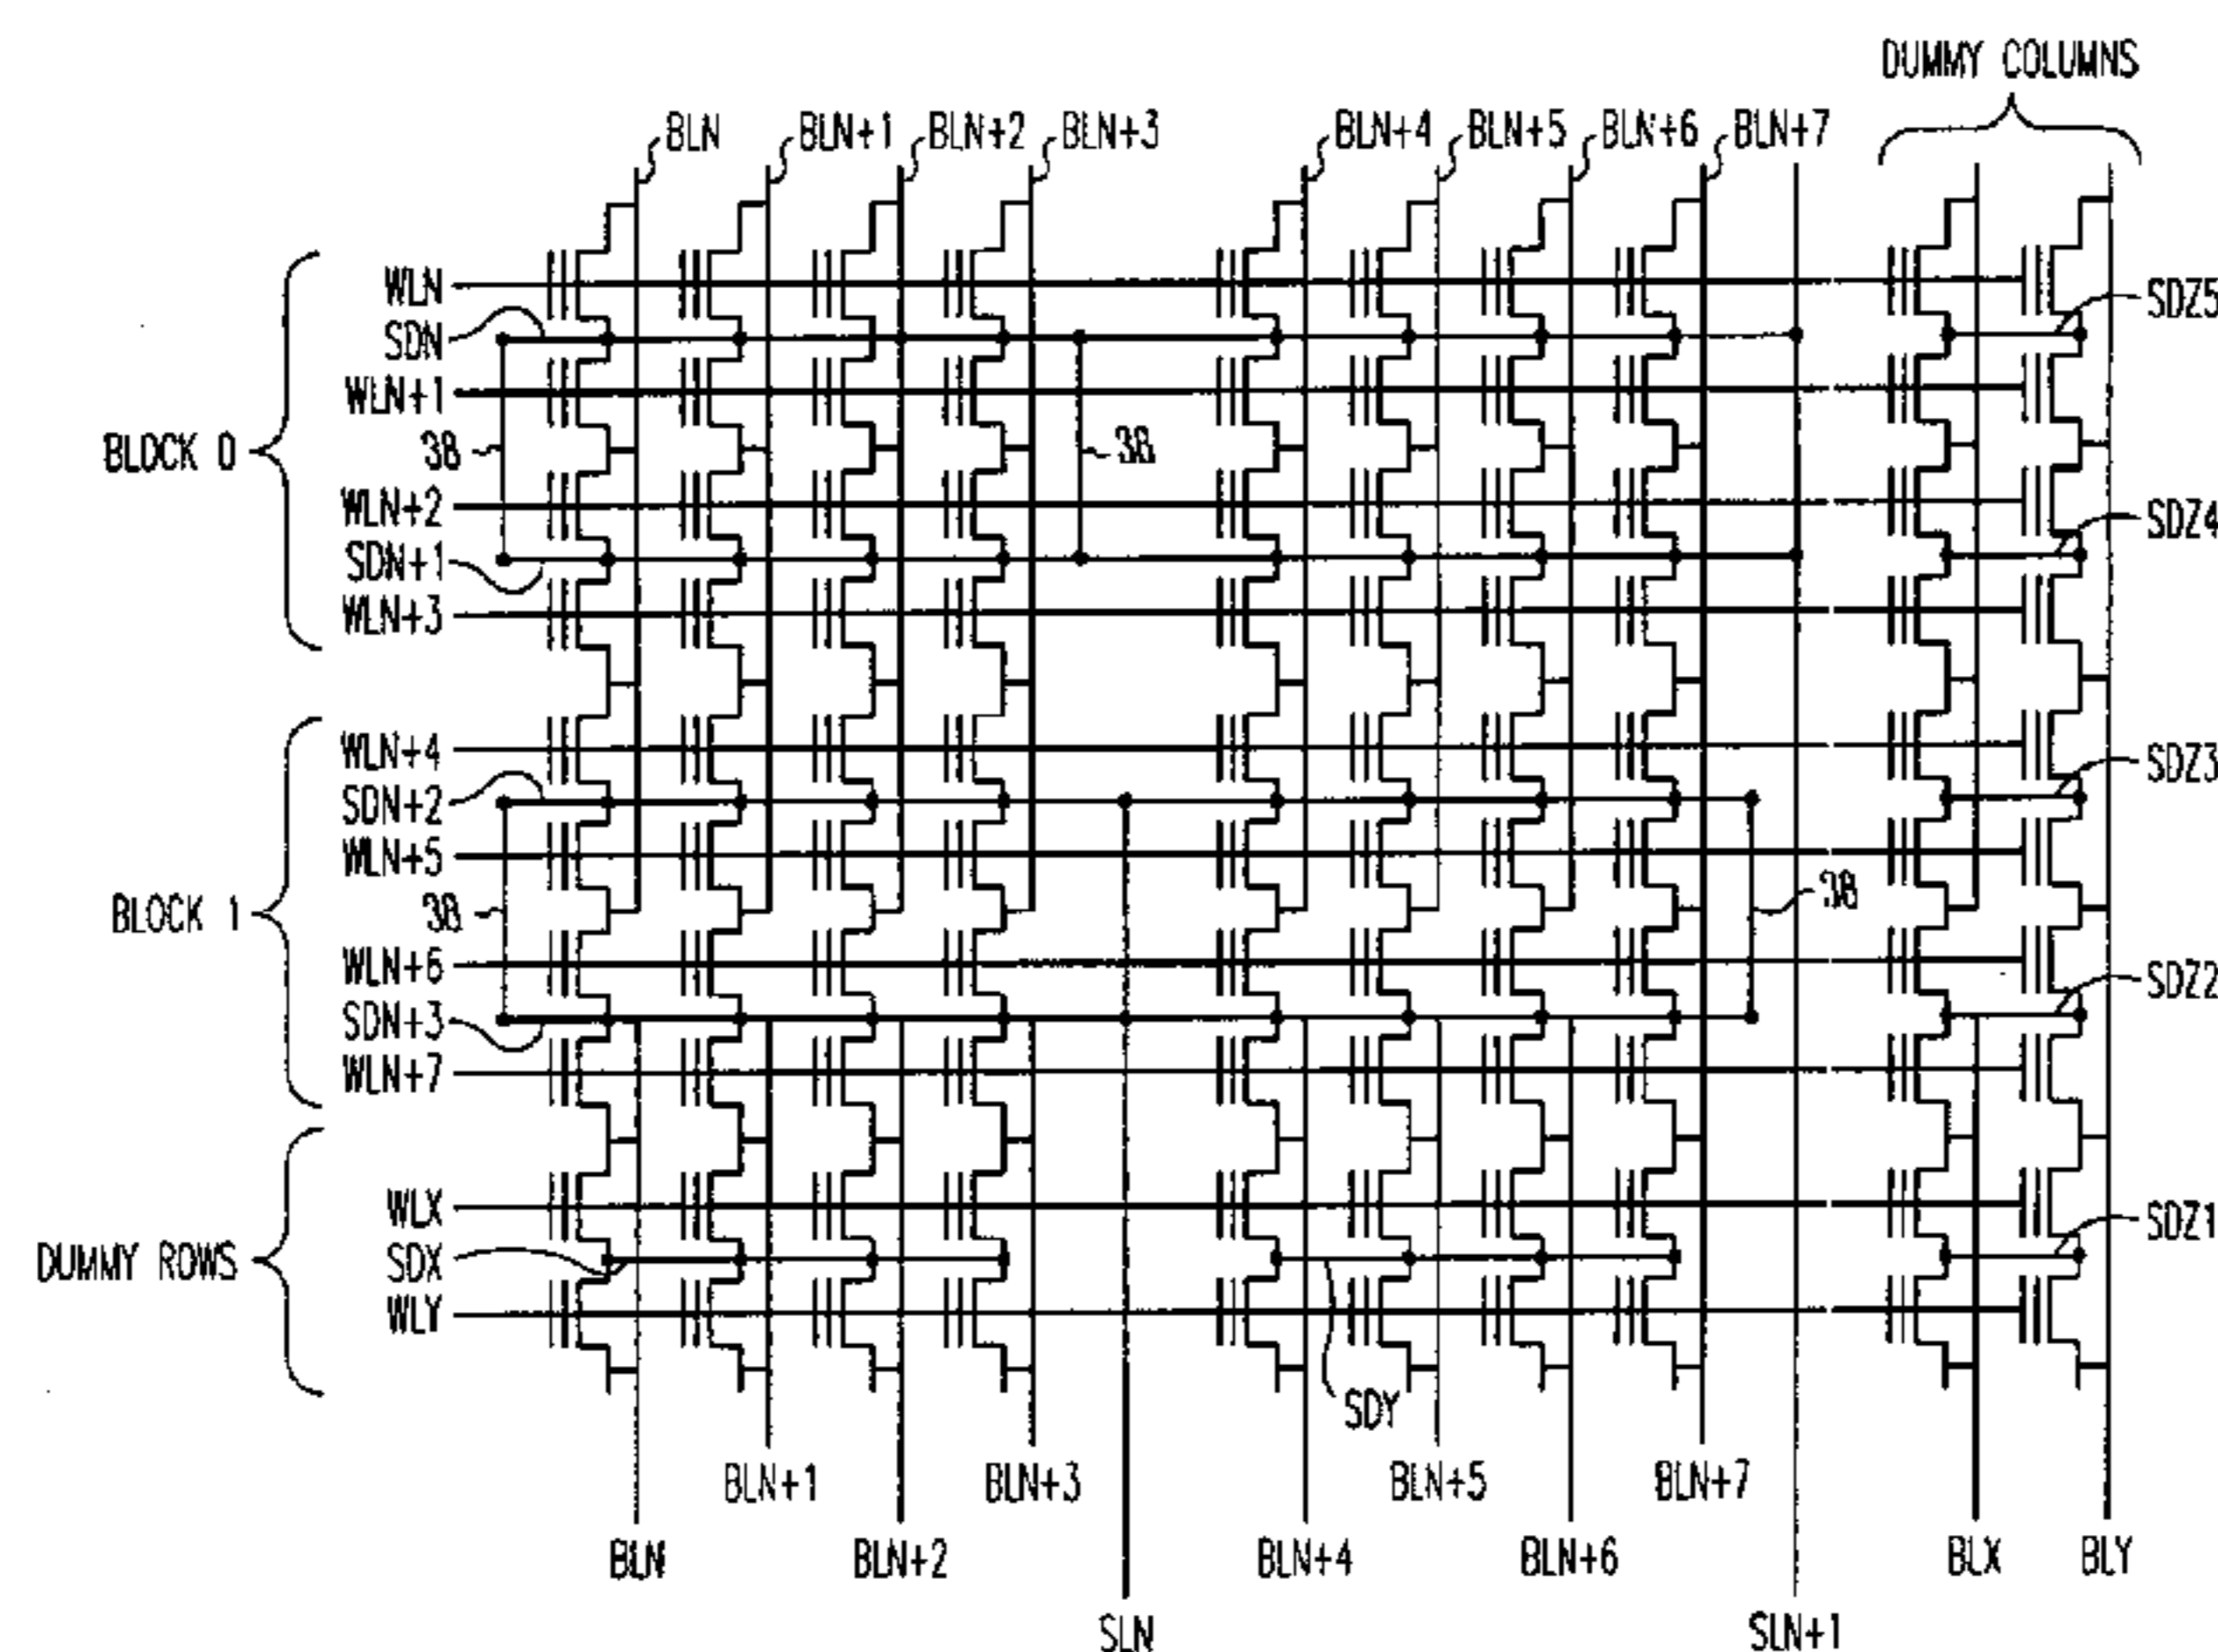 DUMMY COLUMNS
BLN
BLN+1
BLN+2
BLN+3
BLN+4
BLN+5
BLN+6
BLN+7
WLN
SDN
WLN+1
BLOCK 0
38
38
WLN+2
SDN+1
WLN+3
SDZ5
SDZ4
WLN+4
SDN+2
WLN+5
BLOCK 1
38
38
WLN+6
SDN+3
WLN+7
SDZ3
SDZ2
WLX
DUMMY ROWS
SDX
WLY
SDZ1
SDY
BLN+1
BLN+3
BLN+5
BLN+7
BLN
BLN+2
BLN+4
BLN+6
BLX
BLY
SLN
SLN+1